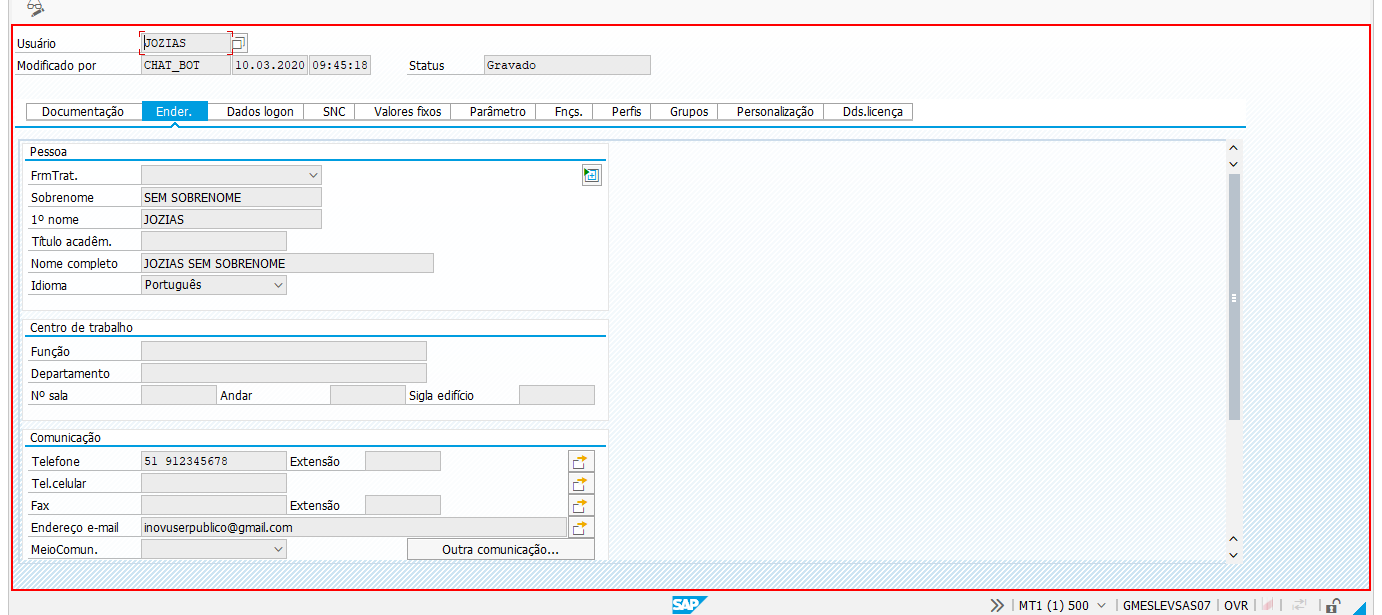 Usuário JOZIAS
Modificado por CHAT_BOT 10.03.2020 09:45:18 Status Gravado
Documentação Ender. Dados logon SNC Valores fixos Parâmetro Fnçs. Perfis Grupos Personalização Dds.licença
Pessoa
FrmTrat.
Sobrenome SEM SOBRENOME
1º nome JOZIAS
Título acadêm.
Nome completo JOZIAS SEM SOBRENOME
Idioma Português
Centro de trabalho
Função
Departamento
Nº sala Andar Sigla edifício
Comunicação
Telefone 51 912345678 Extensão
Tel.celular
Fax Extensão
Endereço e-mail inovuserpublico@gmail.com
MeioComun. Outra comunicação...
SAP MT1 (1) 500 GMESLEVSAS07 OVR